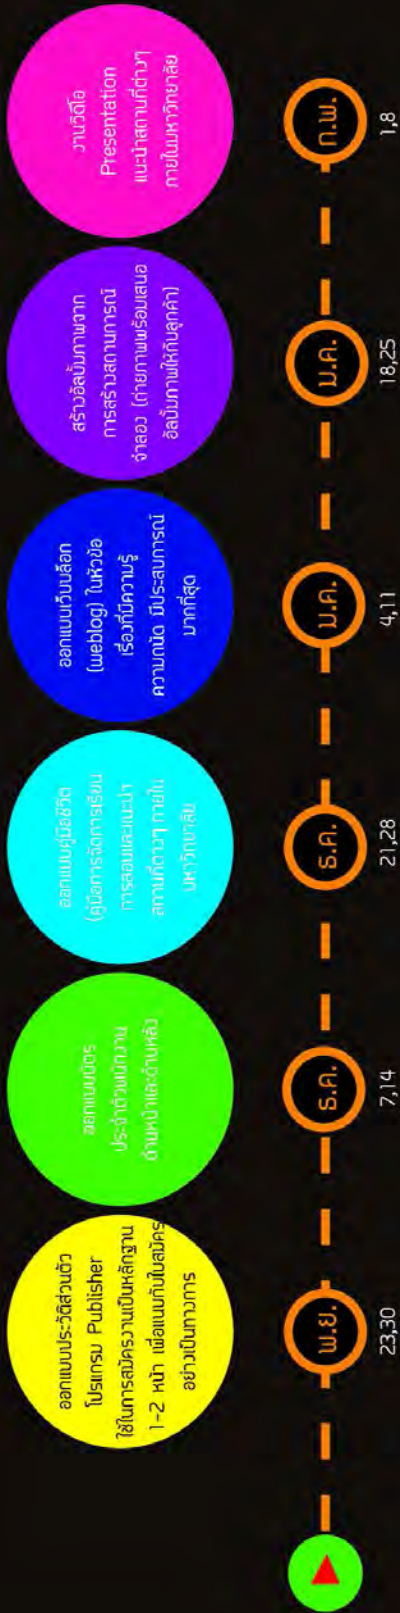 ออกแบบประวัติส่วนตัว
โปรแกรม Publisher
ใช้ในการสมัครงานเป็นหลักฐาน
1-2 หน้า เพื่อแนบกับใบสมัคร
อย่างเป็นทางการ
พ.ย.
23,30
ออกแบบบัตร
ประจำตัวพนักงาน
ด้านหน้าและด้านหลัง
ธ.ค.
7,14
ออกแบบคู่มือชีวิต
(คู่มือการจัดการเรียน
การสอนและแนะนำ
สถานที่ต่างๆ ภายใน
มหาวิทยาลัย
ธ.ค.
21,28
ออกแบบเว็บบล็อก
(weblog) ในหัวข้อ
เรื่องที่มีความรู้
ความถนัด มีประสบการณ์
มากที่สุด
ม.ค.
4,11
สร้างอัลบั้มภาพจาก
การสร้างสถานการณ์
จำลอง (ถ่ายภาพพร้อมเสนอ
อัลบั้มภาพให้กับลูกค้า)
ม.ค.
18,25
งานวิดีโอ
Presentation
แนะนำสถานที่ต่างๆ
ภายในมหาวิทยาลัย
ก.พ.
1,8